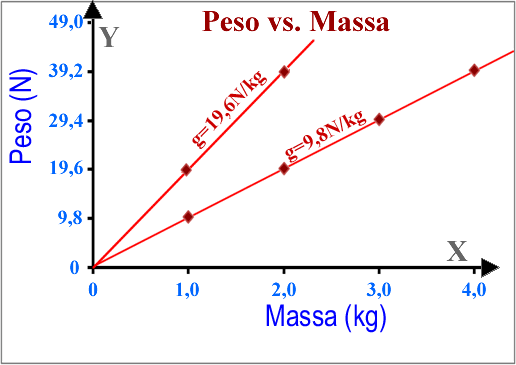 Peso vs. Massa
Y
49,0
39,2
29,4
19,6
9,8
0
Peso (N)
g=19,6N/kg
g=9,8N/kg
X
0 1,0 2,0 3,0 4,0
Massa (kg)